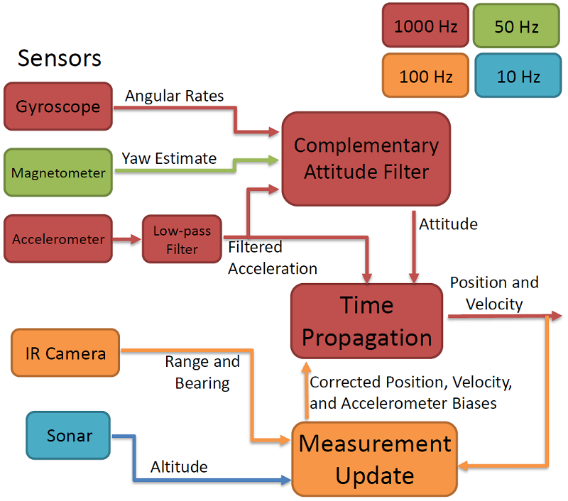 1000 Hz
50 Hz
100 Hz
10 Hz
Sensors
Gyroscope
Angular Rates
Complementary
Attitude Filter
Magnetometer
Yaw Estimate
Accelerometer
Low-pass
Filter
Filtered
Acceleration
Attitude
Time
Propagation
Position and
Velocity
IR Camera
Range and
Bearing
Corrected Position, Velocity,
and Accelerometer Biases
Sonar
Altitude
Measurement
Update